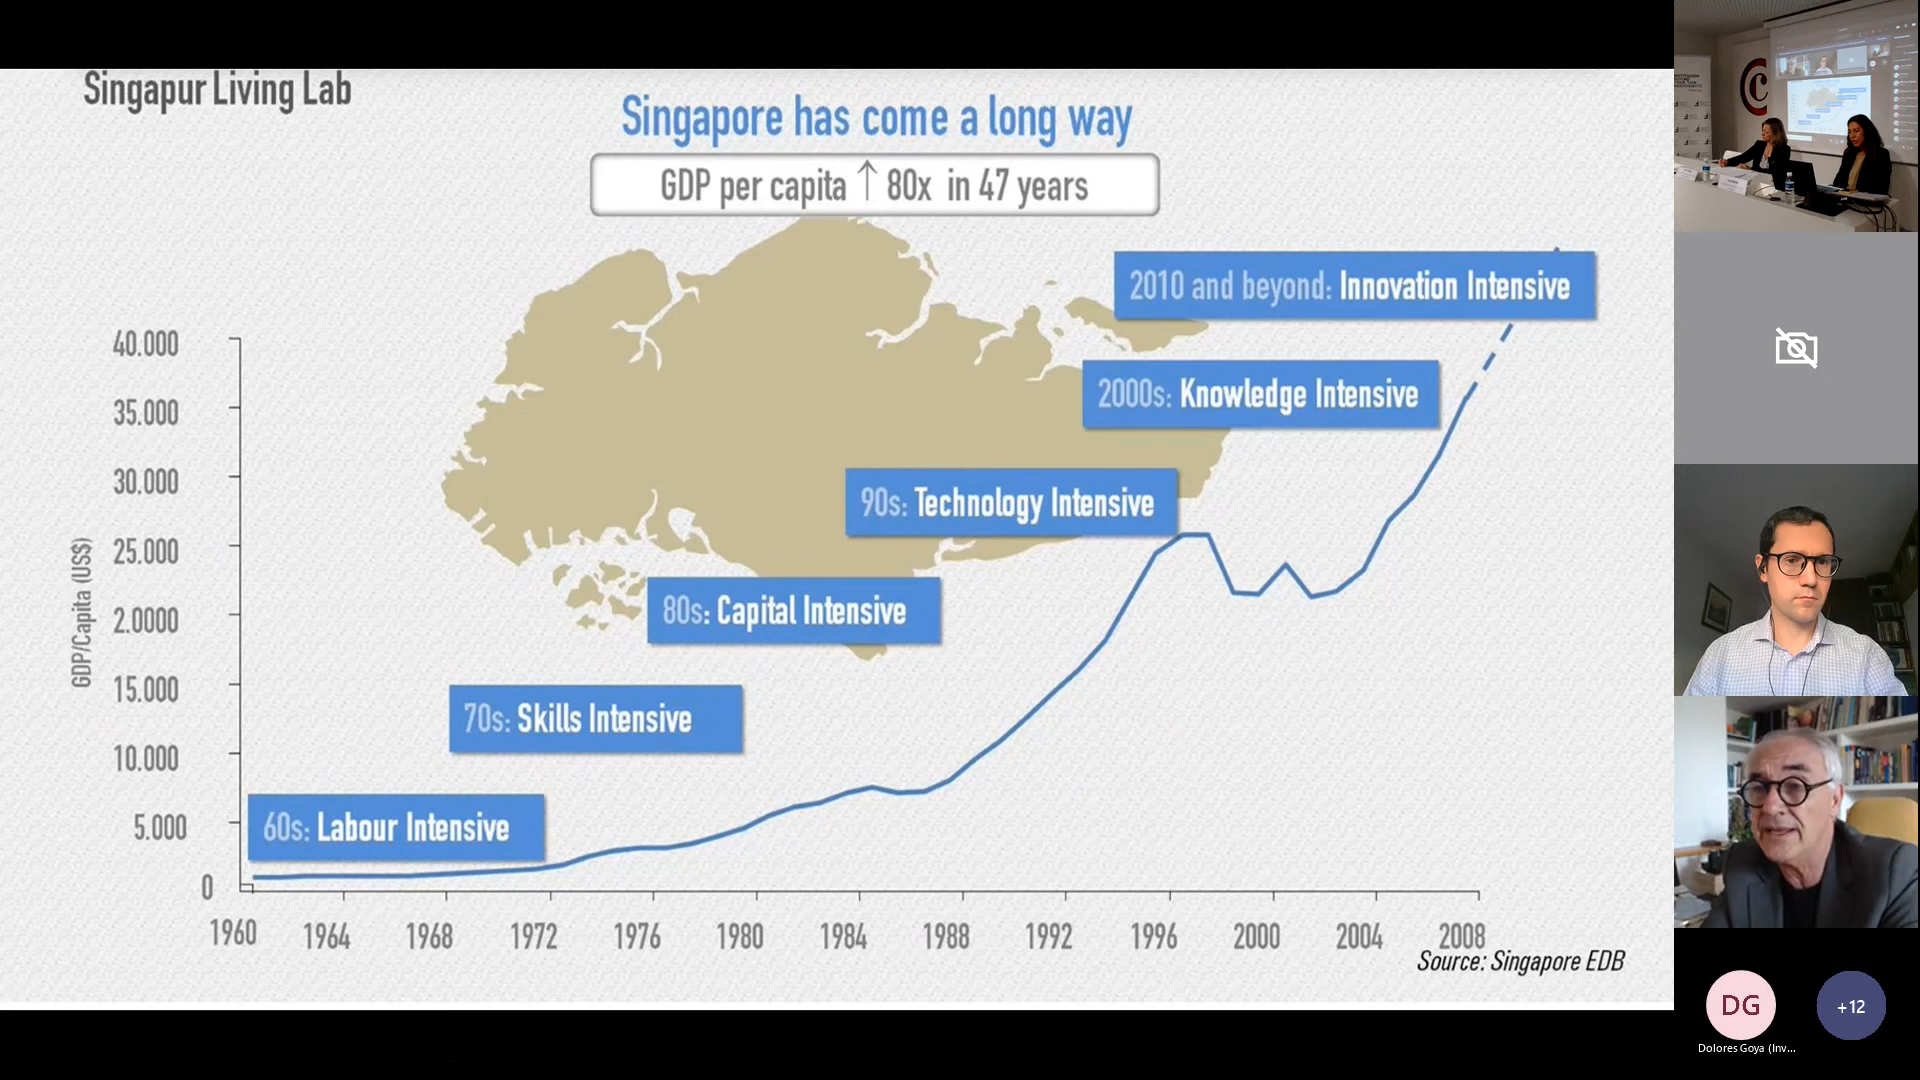 Singapur Living Lab
Singapore has come a long way
GDP per capita ↑ 80x in 47 years
2010 and beyond: Innovation Intensive
2000s: Knowledge Intensive
90s: Technology Intensive
80s: Capital Intensive
70s: Skills Intensive
60s: Labour Intensive
GDP/Capita (US$)
40.000
35.000
30.000
25.000
2.0000
15.000
10.000
5.000
0
1960 1964 1968 1972 1976 1980 1984 1988 1992 1996 2000 2004 2008
Source: Singapore EDB
DG
+12
Dolores Goya (Inv...